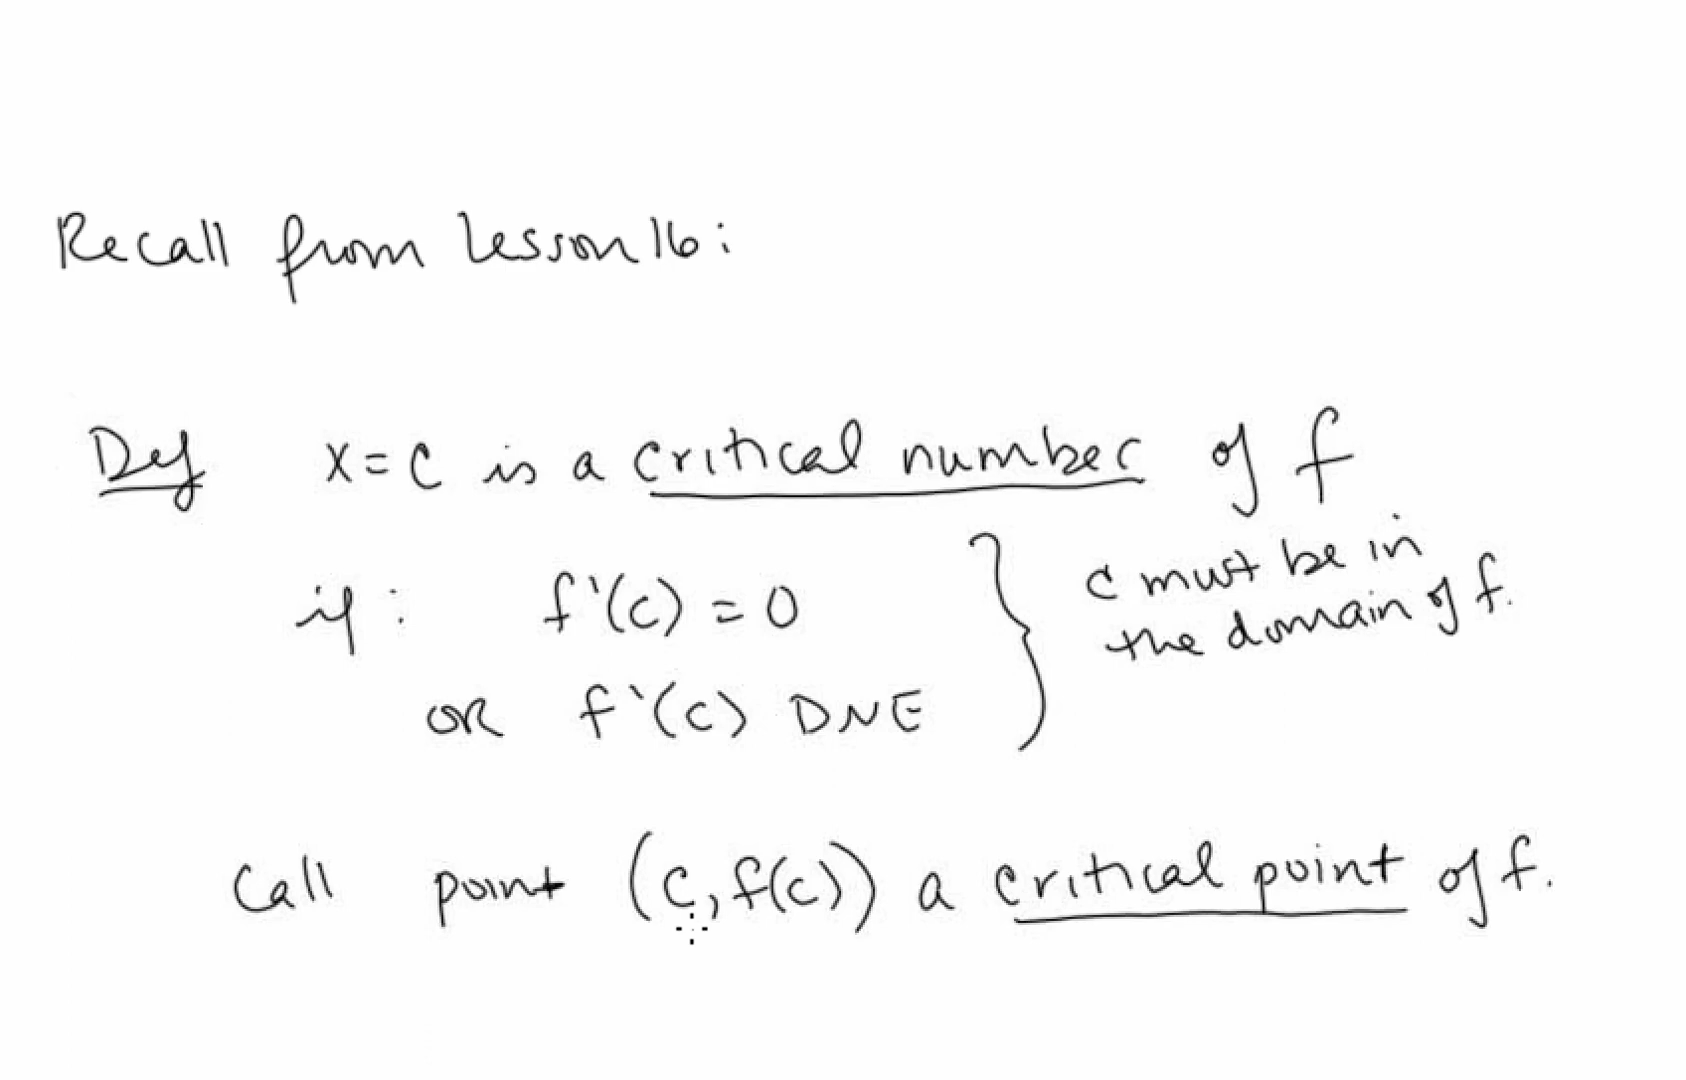 Recall from Lesson 16:
Def x=c is a critical number of f
if: f'(c) = 0
OR f'(c) DNE
c must be in
the domain of f.
Call point (c, f(c)) a critical point of f.